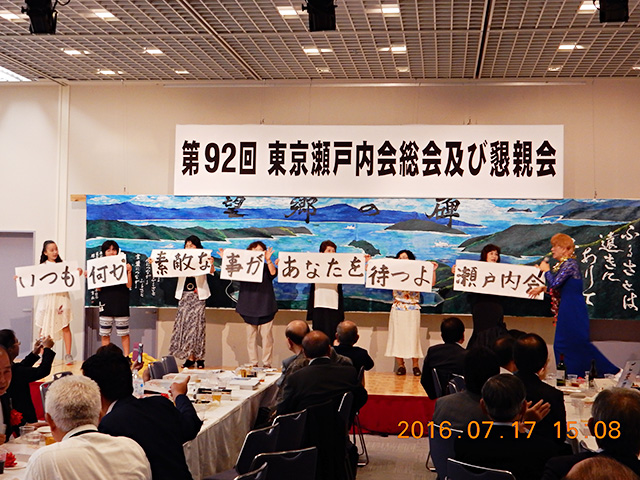 第92回 東京瀬戸内会総会及び懇親会
望郷の碑
ふるさとは
遠きに
ありて
いつも 何か 素敵な 事が あなたを 待つよ 瀬戸内会
2016.07.17 15:08